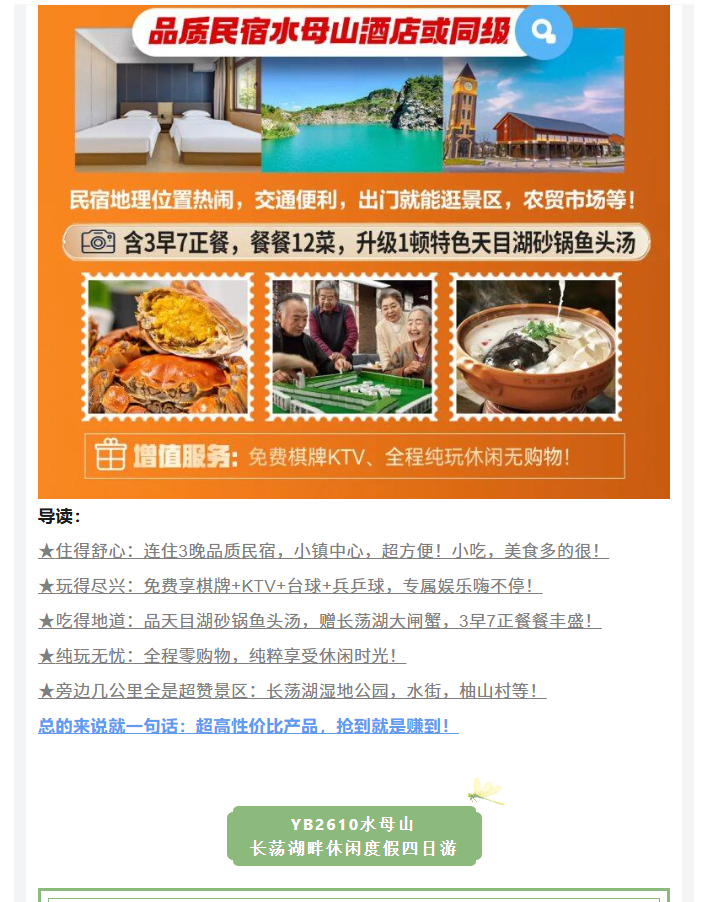 品质民宿水母山酒店或同级
民宿地理位置热闹，交通便利，出门就能逛景区，农贸市场等！
含3早7正餐，餐餐12菜，升级1顿特色天目湖砂锅鱼头汤
增值服务：免费棋牌KTV、全程纯玩休闲无购物！
导读：
★住得舒心：连住3晚品质民宿，小镇中心，超方便！小吃，美食多的很！
★玩得尽兴：免费享棋牌+KTV+台球+兵乒球，专属娱乐嗨不停！
★吃得地道：品天目湖砂锅鱼头汤，赠长荡湖大闸蟹，3早7正餐餐丰盛！
★纯玩无忧：全程零购物，纯粹享受休闲时光！
★旁边几公里全是超赞景区：长荡湖湿地公园，水街，柚山村等！
总的来说就一句话：超高性价比产品，抢到就是赚到！
YB2610水母山
长荡湖畔休闲度假四日游